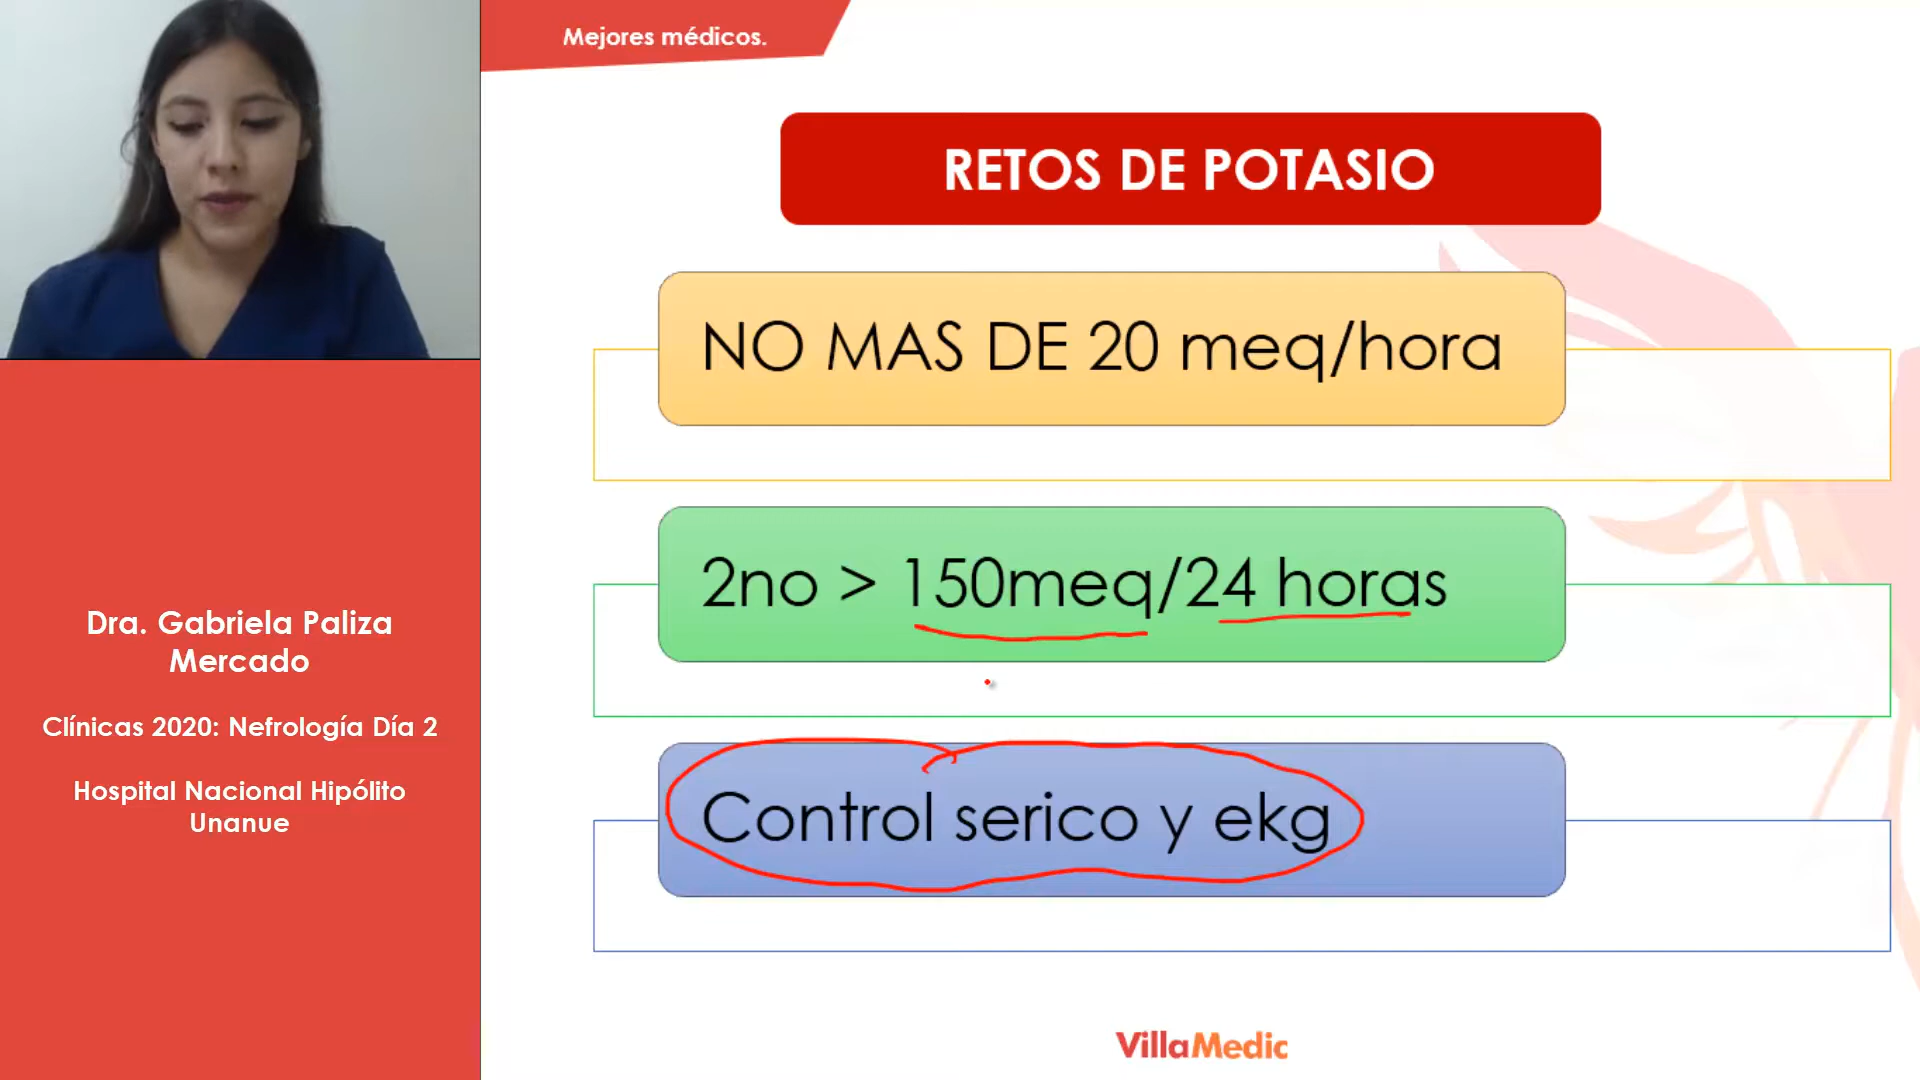 Mejores médicos.
RETOS DE POTASIO
NO MAS DE 20 meq/hora
2no > 150meq/24 horas
Control serico y ekg
Dra. Gabriela Paliza
Mercado
Clínicas 2020: Nefrología Día 2
Hospital Nacional Hipólito
Unanue
VillaMedic